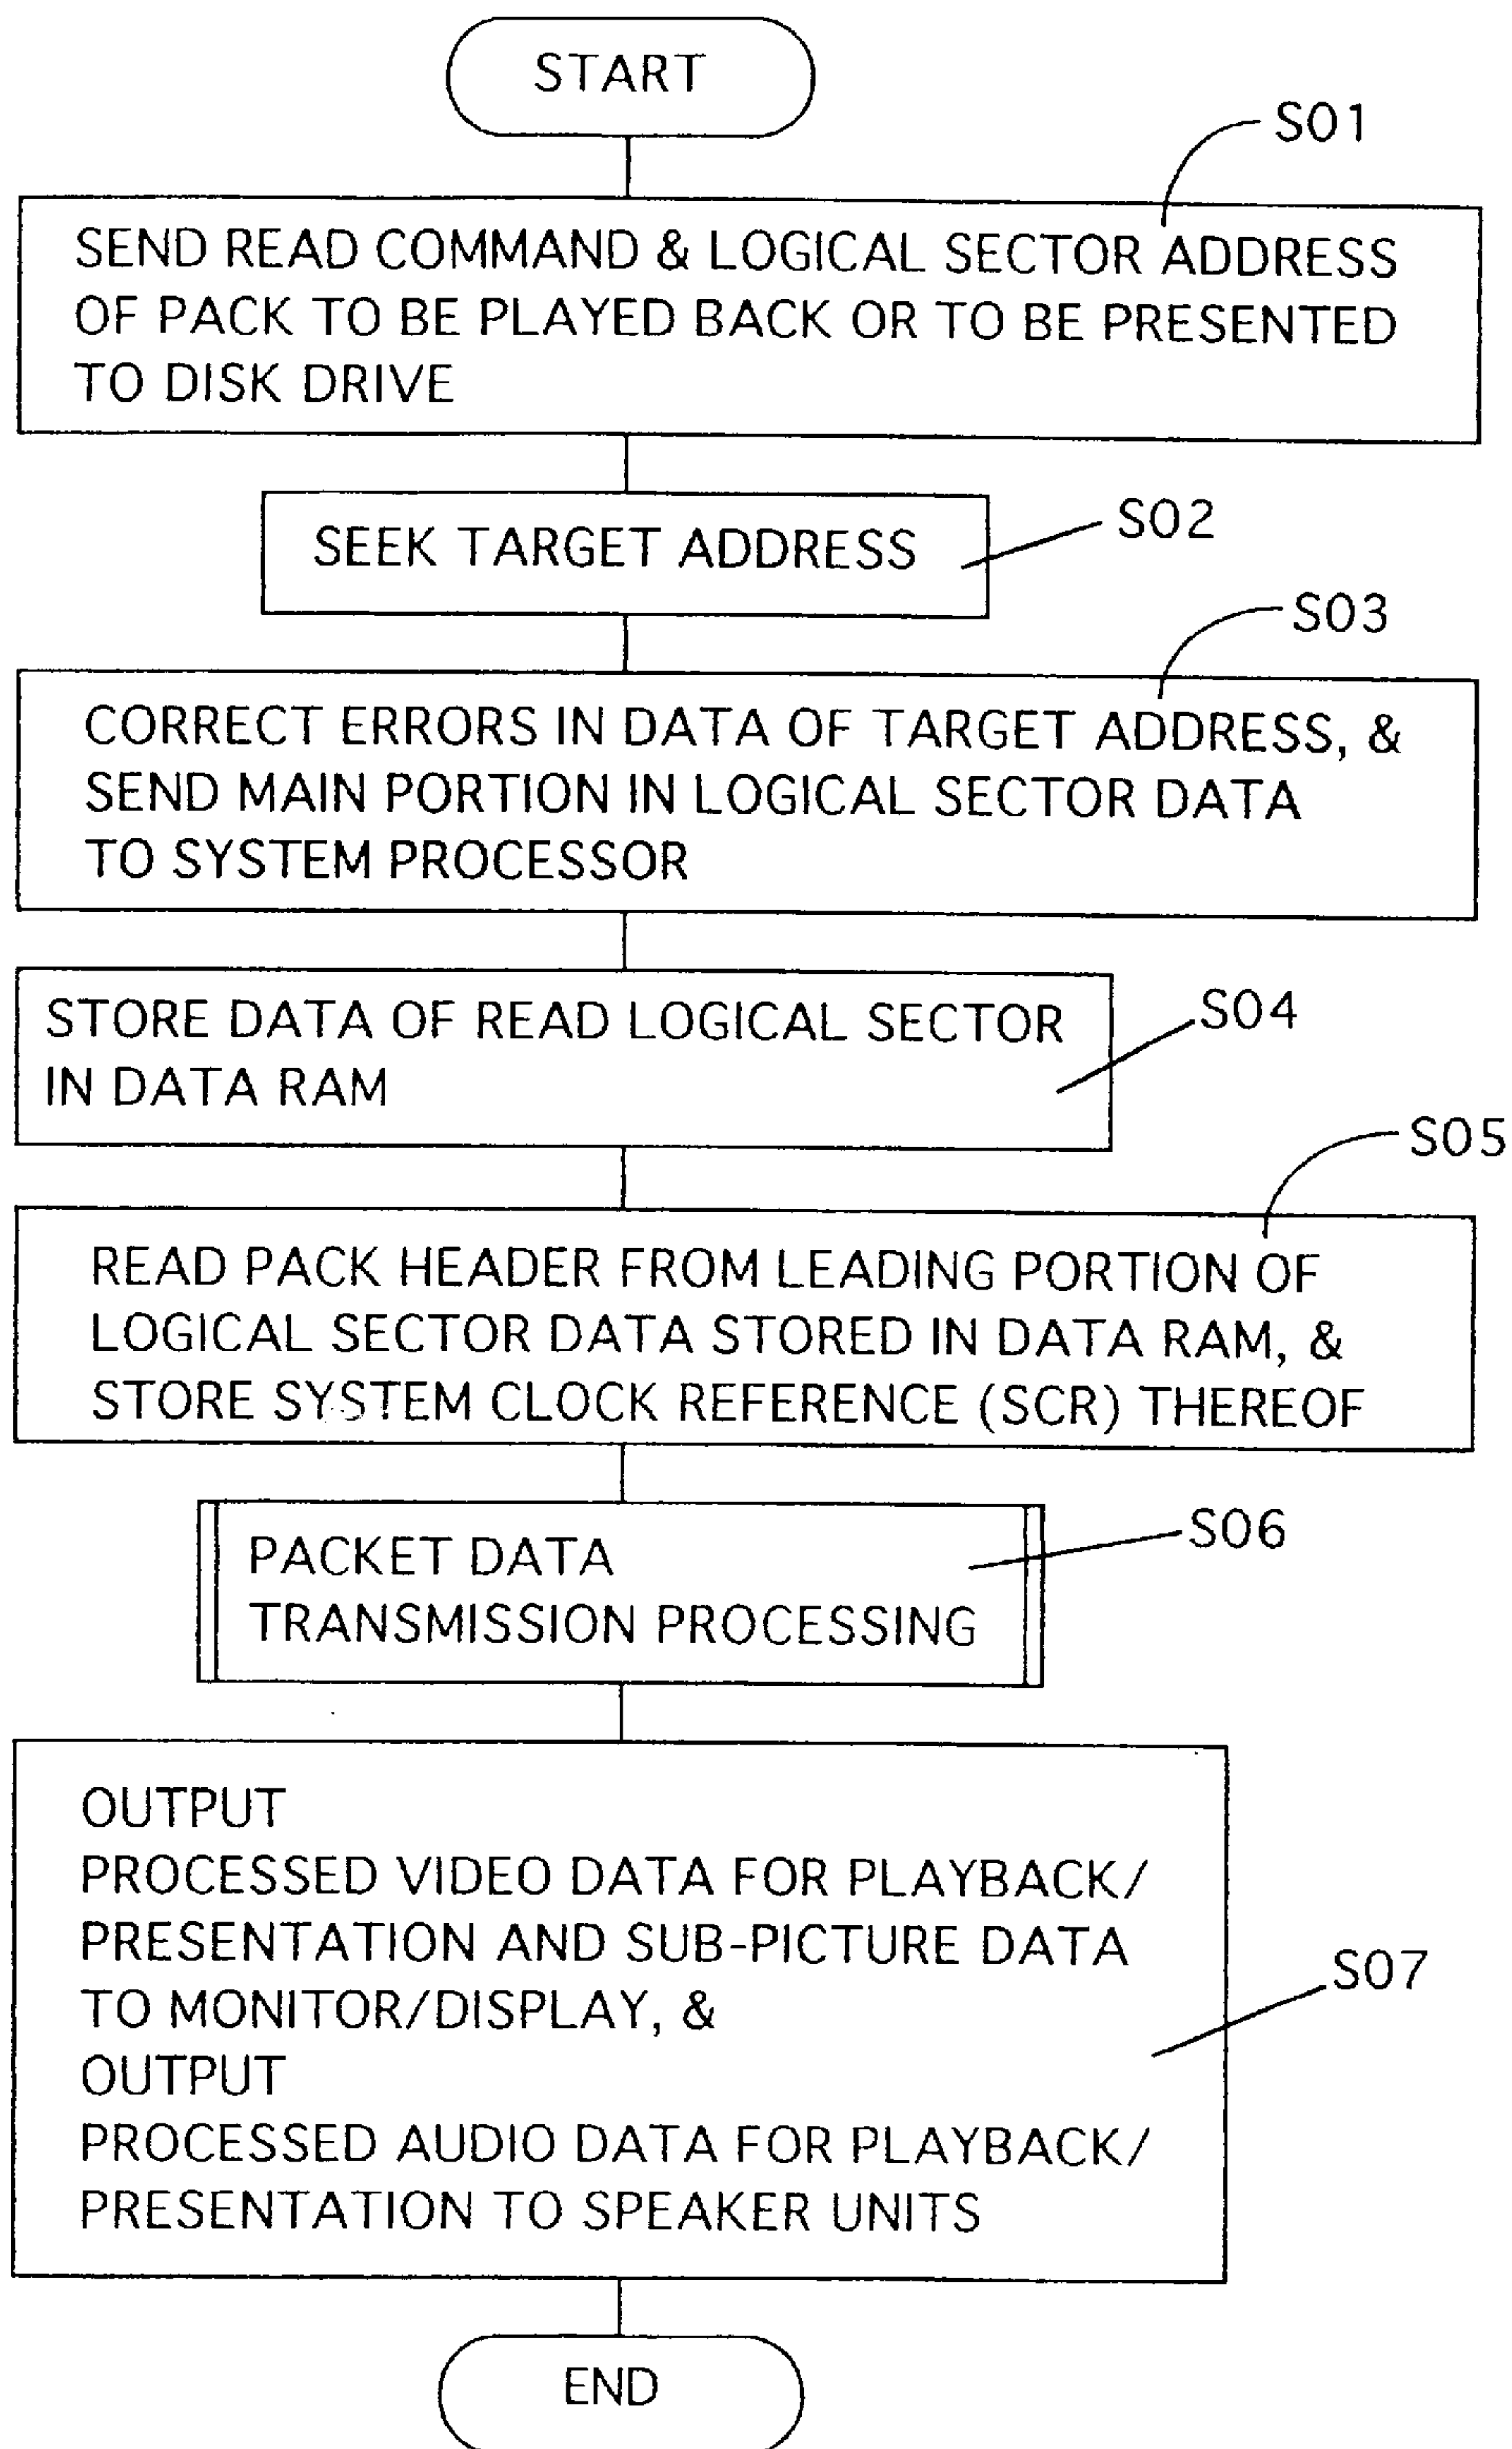 START
S01
SEND READ COMMAND & LOGICAL SECTOR ADDRESS
OF PACK TO BE PLAYED BACK OR TO BE PRESENTED
TO DISK DRIVE
S02
SEEK TARGET ADDRESS
S03
CORRECT ERRORS IN DATA OF TARGET ADDRESS, &
SEND MAIN PORTION IN LOGICAL SECTOR DATA
TO SYSTEM PROCESSOR
S04
STORE DATA OF READ LOGICAL SECTOR
IN DATA RAM
S05
READ PACK HEADER FROM LEADING PORTION OF
LOGICAL SECTOR DATA STORED IN DATA RAM, &
STORE SYSTEM CLOCK REFERENCE (SCR) THEREOF
S06
PACKET DATA
TRANSMISSION PROCESSING
OUTPUT
PROCESSED VIDEO DATA FOR PLAYBACK/
PRESENTATION AND SUB-PICTURE DATA
TO MONITOR/DISPLAY, &
S07
OUTPUT
PROCESSED AUDIO DATA FOR PLAYBACK/
PRESENTATION TO SPEAKER UNITS
END